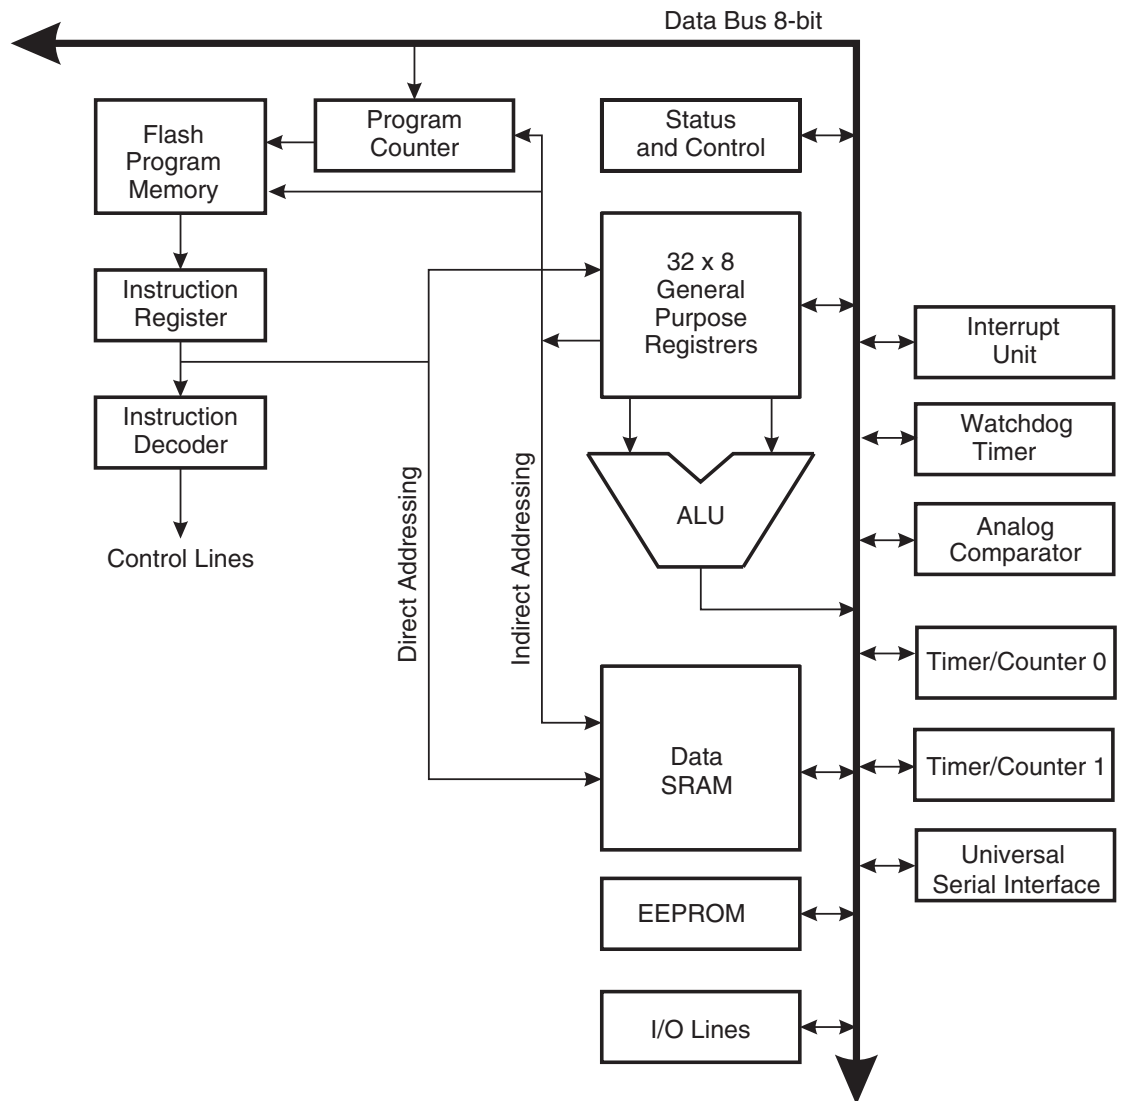 Data Bus 8-bit
Flash
Program
Memory
Program
Counter
Status
and Control
32 x 8
General
Purpose
Registrers
Instruction
Register
Instruction
Decoder
Control Lines
Direct Addressing
Indirect Addressing
ALU
Data
SRAM
EEPROM
I/O Lines
Interrupt
Unit
Watchdog
Timer
Analog
Comparator
Timer/Counter 0
Timer/Counter 1
Universal
Serial Interface